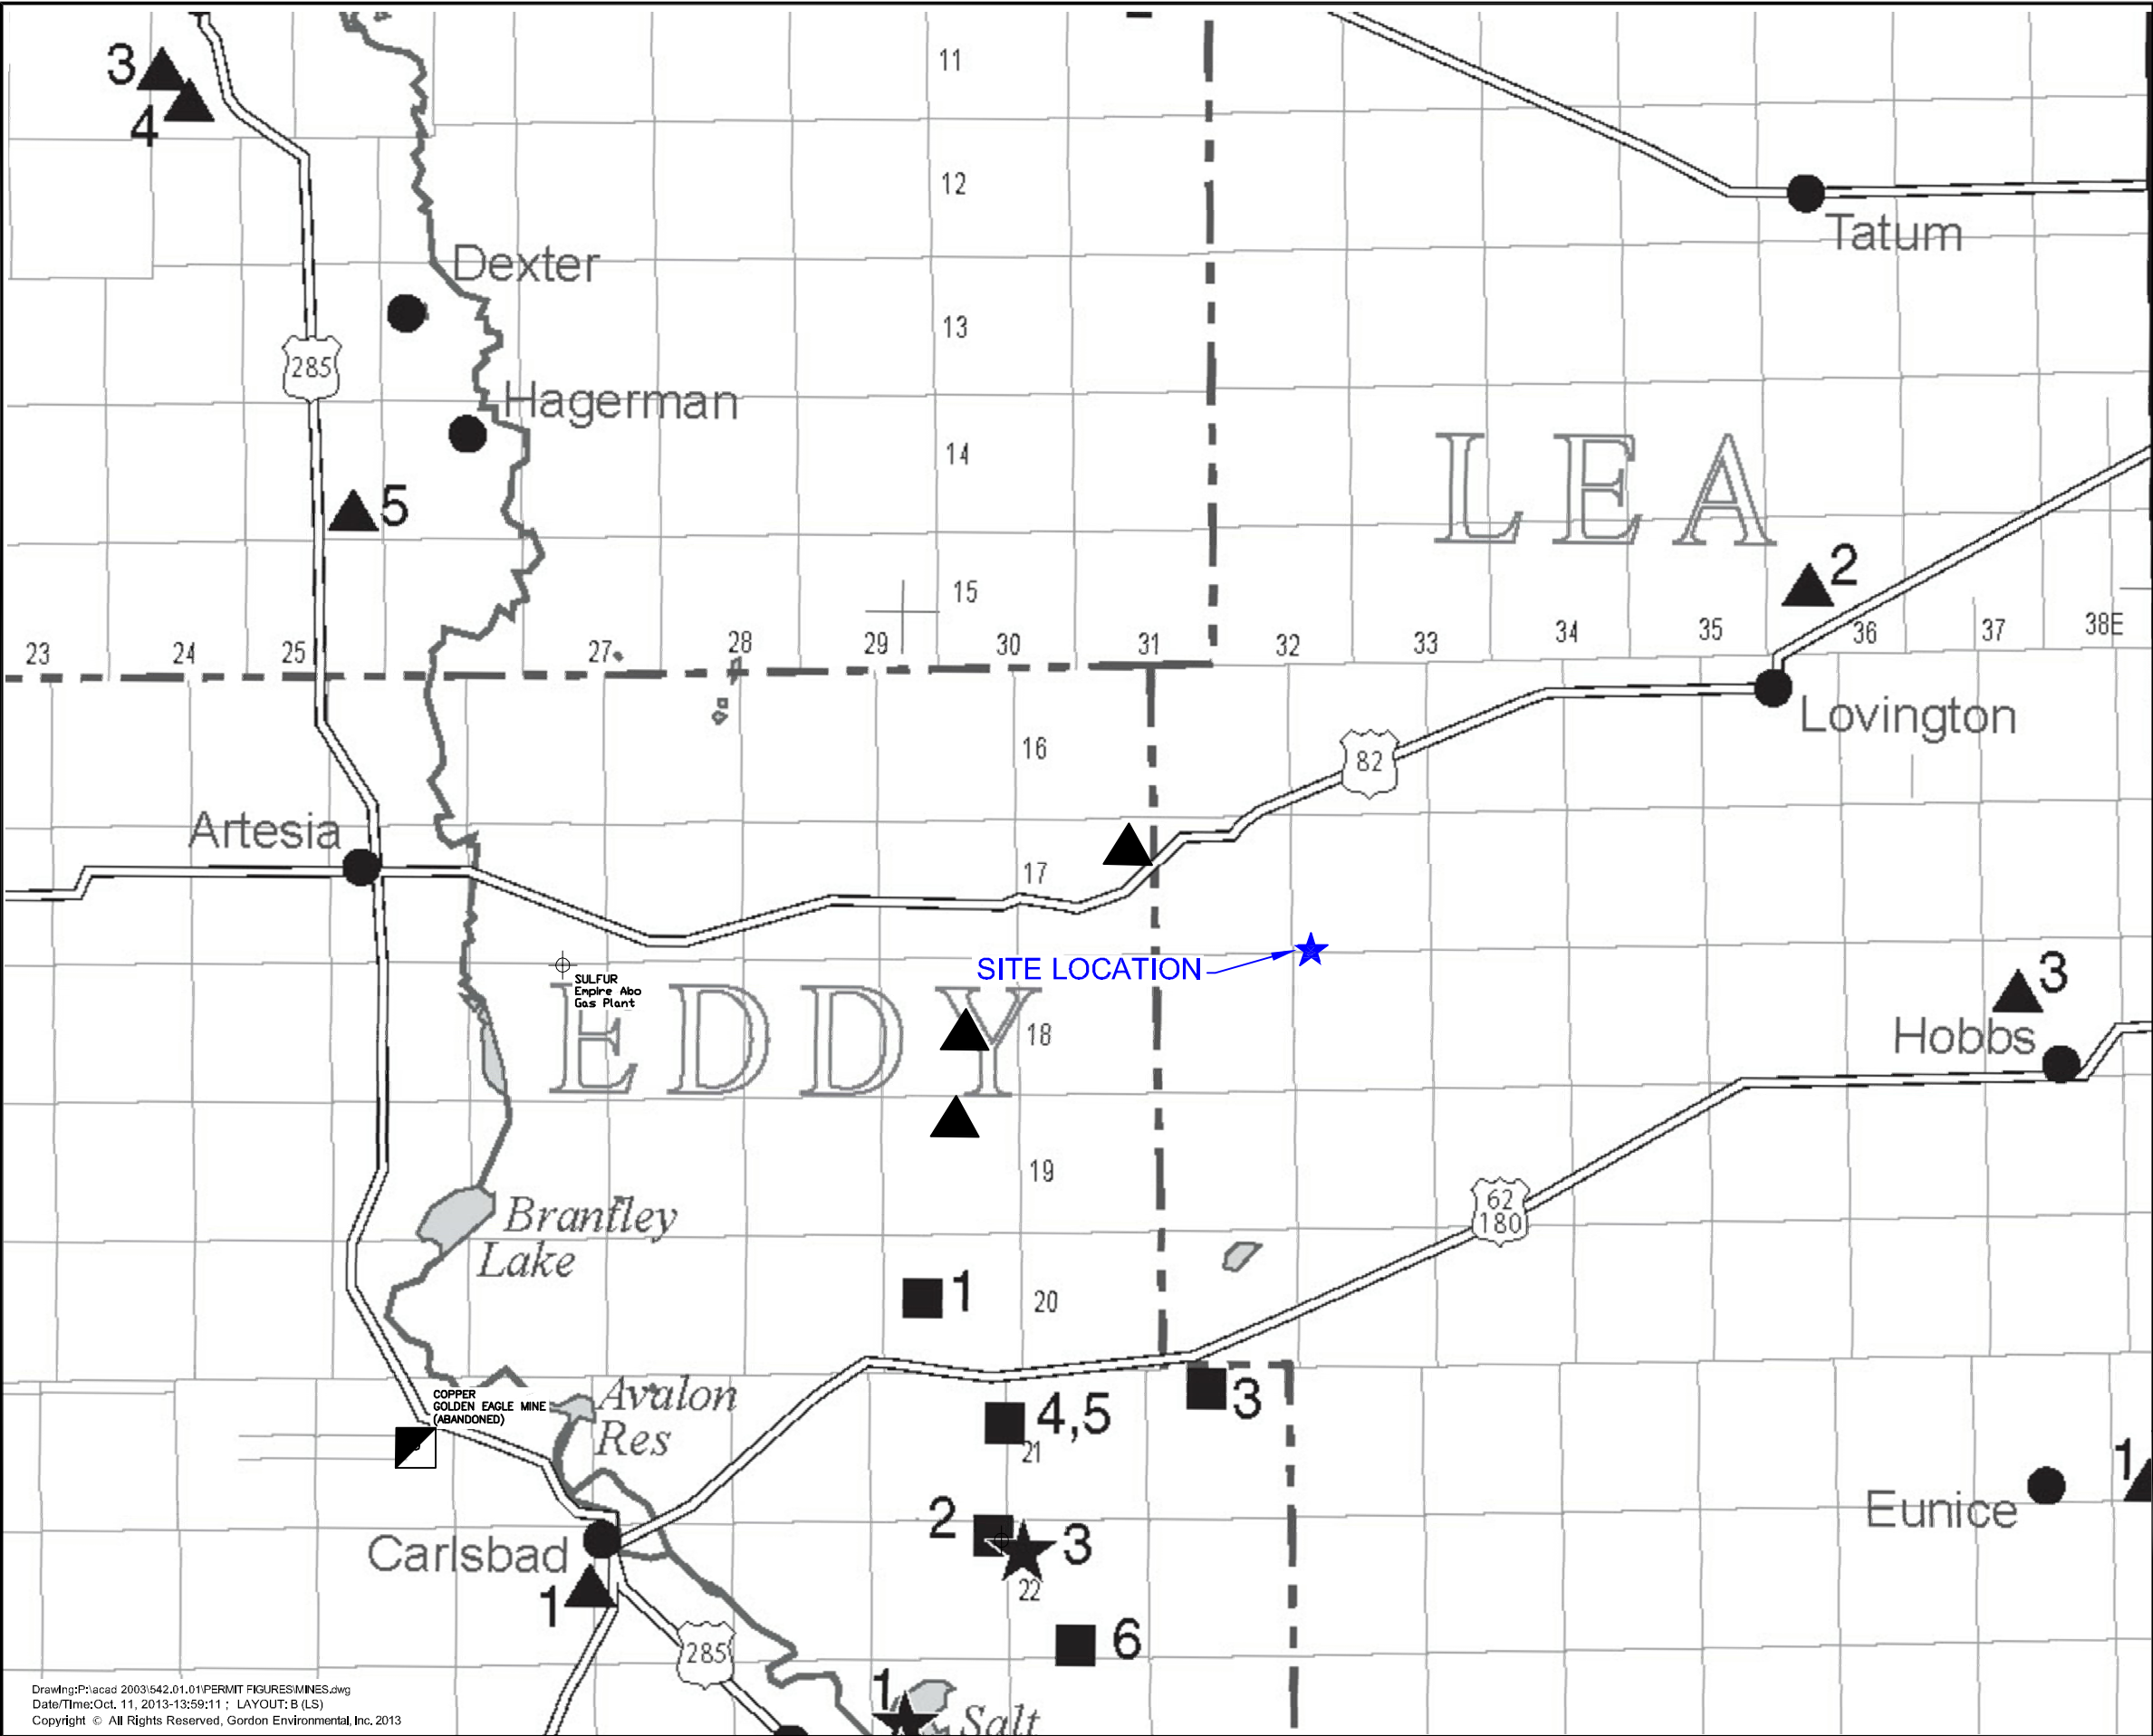 11
3
4
12
Tatum
Dexter
13
285
Hagerman
14
LEA
5
2
15
23 24 25 27 28 29 30 31 32 33 34 35 36 37 38E
Lovington
16
82
Artesia
17
SITE LOCATION
SULFUR
Empire Abo
Gas Plant
3
EDDY
18
Hobbs
19
62
180
Brantley
Lake
1
20
COPPER
GOLDEN EAGLE MINE
(ABANDONED)
Avalon
Res
3
4,5
21
1
Eunice
2
3
Carlsbad
22
1
6
285
1
Salt
Drawing:P:\acad 2003\542.01.01\PERMIT FIGURES\MINES.dwg
Date/Time:Oct. 11, 2013-13:59:11 ; LAYOUT: B (LS)
Copyright © All Rights Reserved, Gordon Environmental, Inc. 2013